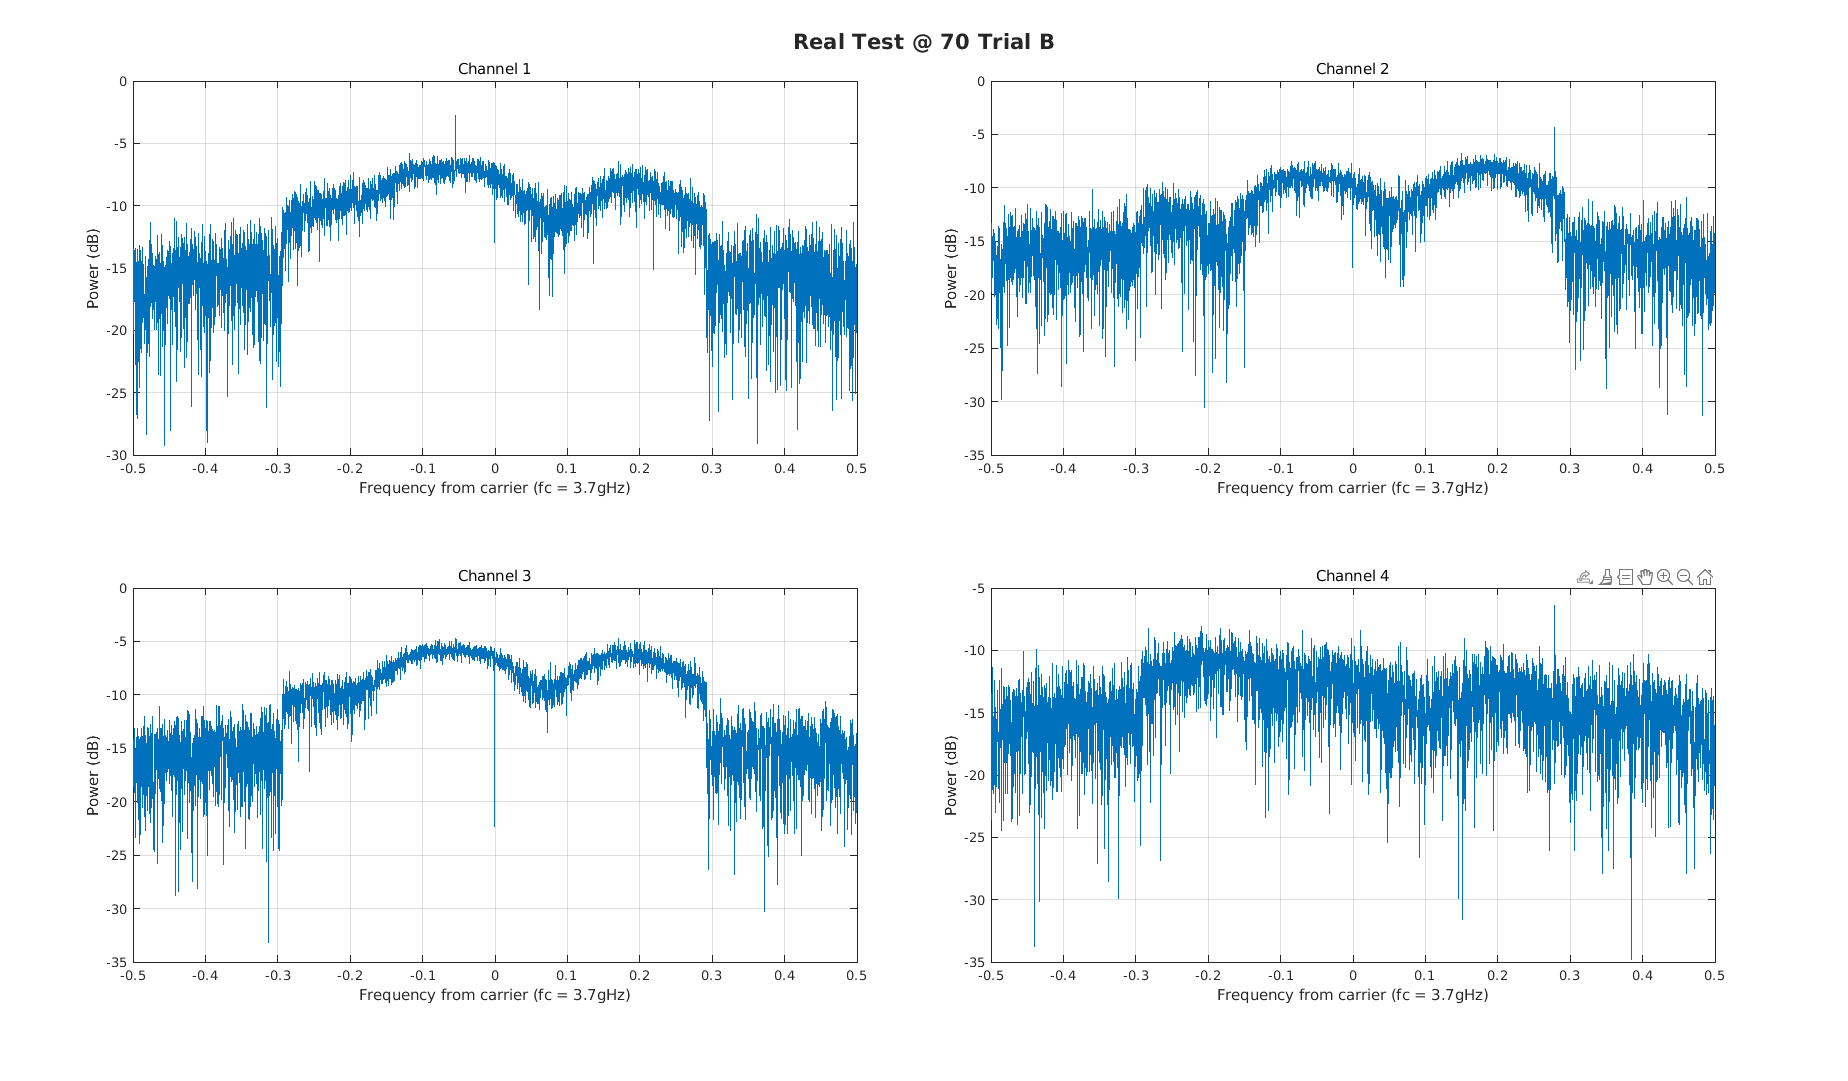 Real Test @ 70 Trial B
Channel 1
0
-5
-10
-15
-20
-25
-30
Power (dB)
-0.5 -0.4 -0.3 -0.2 -0.1 0 0.1 0.2 0.3 0.4 0.5
Frequency from carrier (fc = 3.7gHz)
Channel 2
0
-5
-10
-15
-20
-25
-30
-35
Power (dB)
-0.5 -0.4 -0.3 -0.2 -0.1 0 0.1 0.2 0.3 0.4 0.5
Frequency from carrier (fc = 3.7gHz)
Channel 3
0
-5
-10
-15
-20
-25
-30
-35
Power (dB)
-0.5 -0.4 -0.3 -0.2 -0.1 0 0.1 0.2 0.3 0.4 0.5
Frequency from carrier (fc = 3.7gHz)
Channel 4
-5
-10
-15
-20
-25
-30
-35
Power (dB)
-0.5 -0.4 -0.3 -0.2 -0.1 0 0.1 0.2 0.3 0.4 0.5
Frequency from carrier (fc = 3.7gHz)